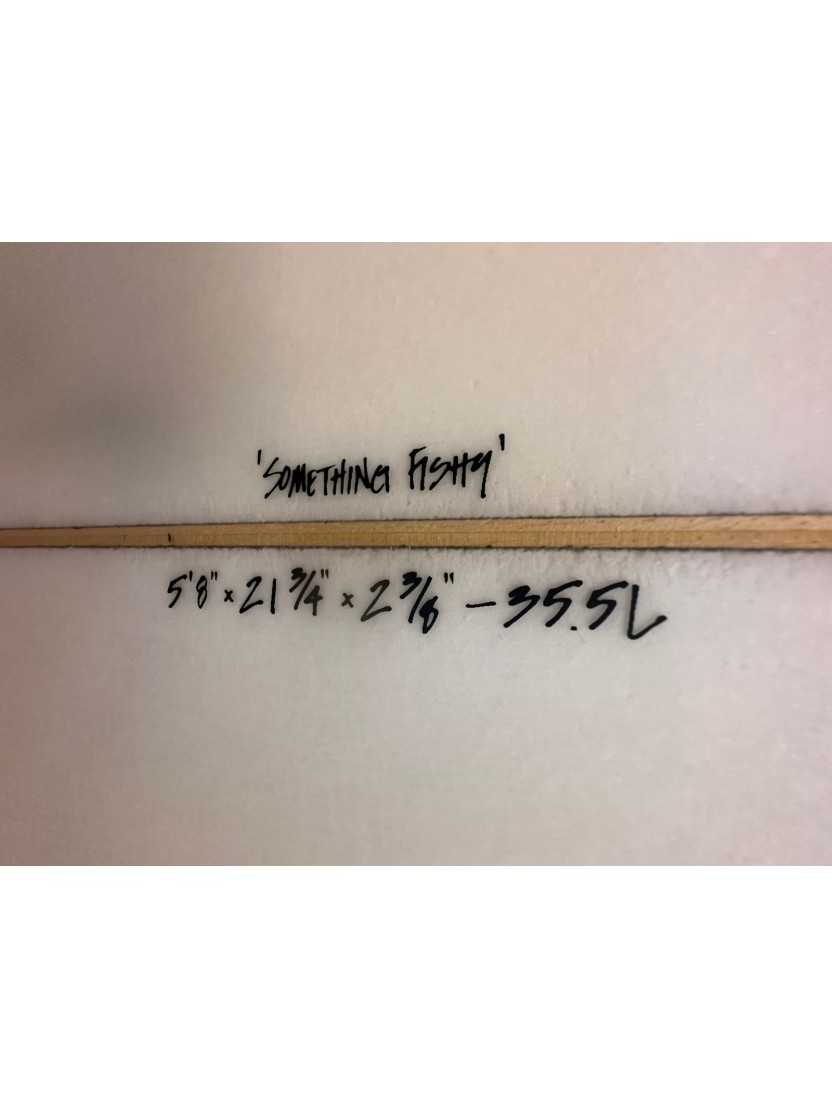 'SOMETHING FISHY'
5'8" x 21 3/4" x 2 3/8" - 35.5L